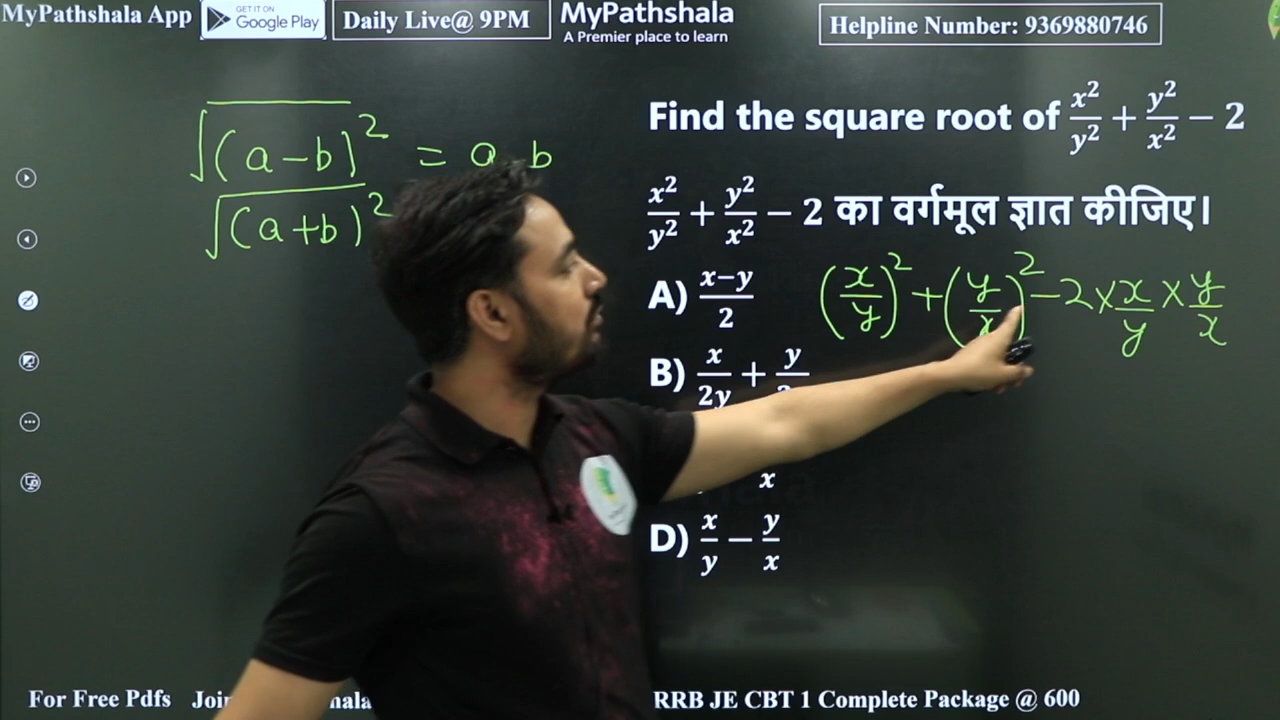 MyPathshala App
GET IT ON
Google Play
Daily Live@ 9PM
MyPathshala
A Premier place to learn
Helpline Number: 9369880746
√(a-b)² = a b
√(a+b)²
Find the square root of x²/y² + y²/x² − 2
x²/y² + y²/x² − 2 का वर्गमूल ज्ञात कीजिए।
A) x−y/2
(x/y)² + (y/x)² − 2 × x/y × y/x
B) x/2y + y
x
D) x/y − y/x
For Free Pdfs
RRB JE CBT 1 Complete Package @ 600